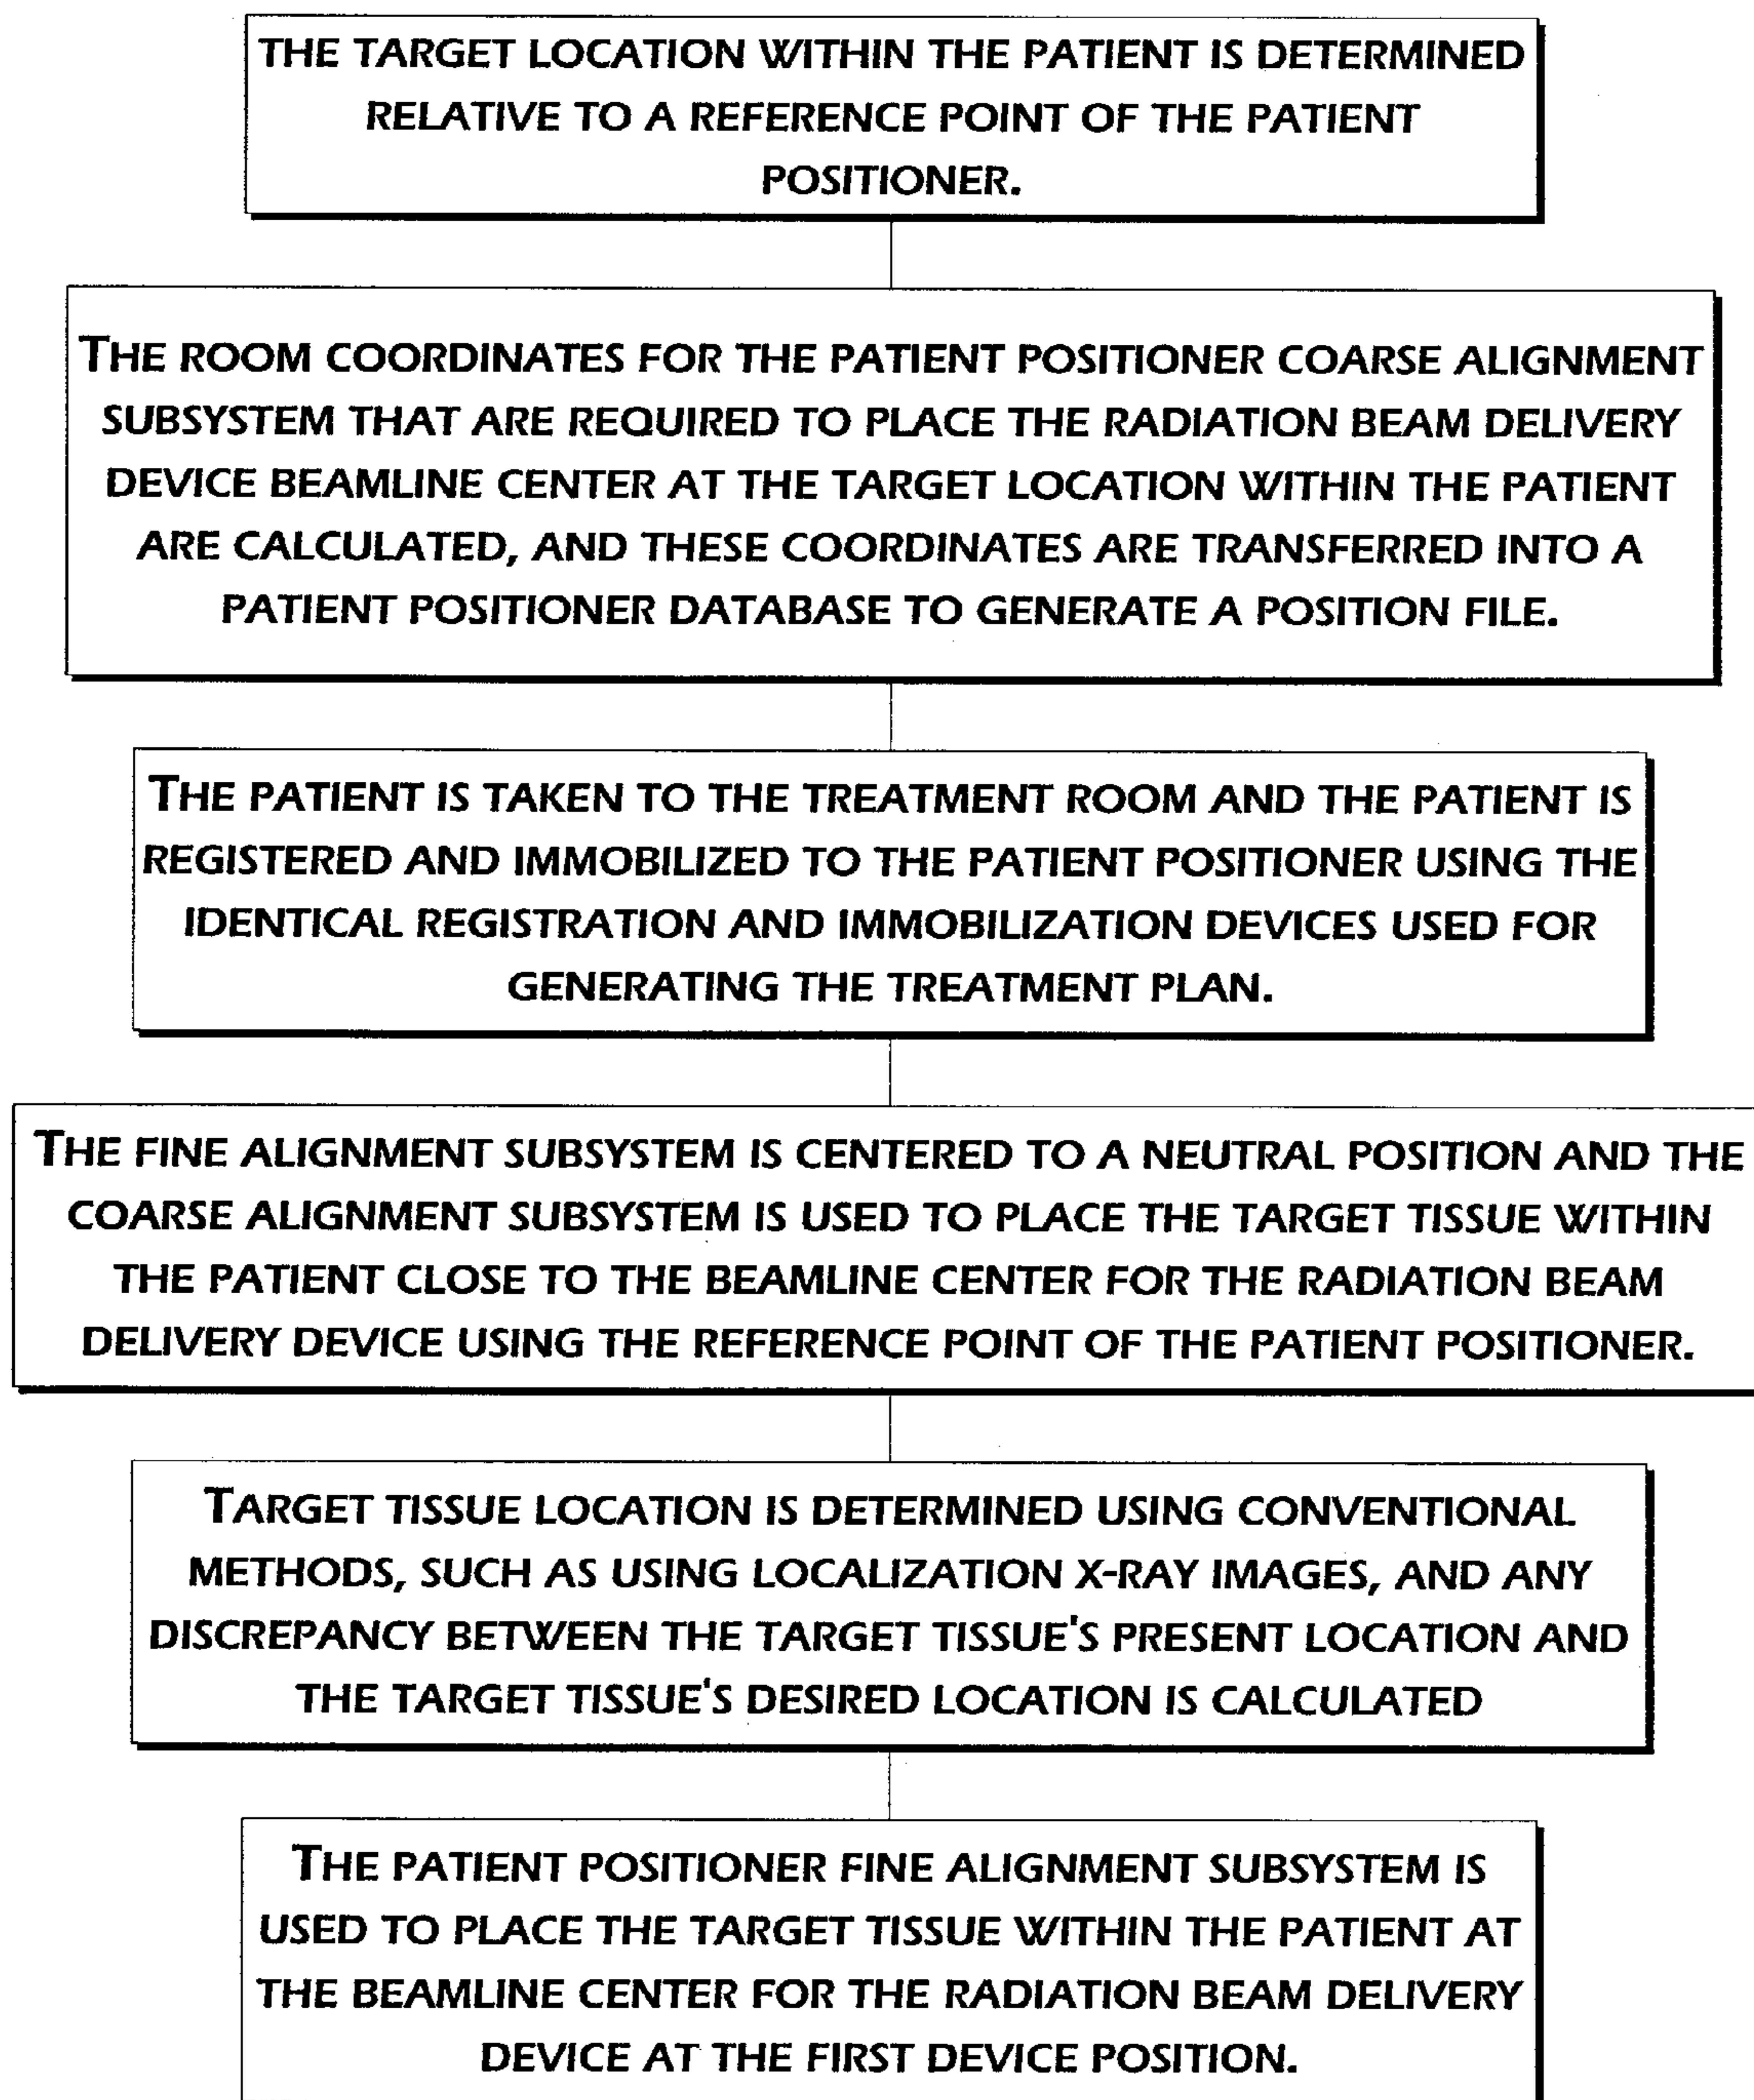 THE TARGET LOCATION WITHIN THE PATIENT IS DETERMINED
RELATIVE TO A REFERENCE POINT OF THE PATIENT
POSITIONER.
THE ROOM COORDINATES FOR THE PATIENT POSITIONER COARSE ALIGNMENT
SUBSYSTEM THAT ARE REQUIRED TO PLACE THE RADIATION BEAM DELIVERY
DEVICE BEAMLINE CENTER AT THE TARGET LOCATION WITHIN THE PATIENT
ARE CALCULATED, AND THESE COORDINATES ARE TRANSFERRED INTO A
PATIENT POSITIONER DATABASE TO GENERATE A POSITION FILE.
THE PATIENT IS TAKEN TO THE TREATMENT ROOM AND THE PATIENT IS
REGISTERED AND IMMOBILIZED TO THE PATIENT POSITIONER USING THE
IDENTICAL REGISTRATION AND IMMOBILIZATION DEVICES USED FOR
GENERATING THE TREATMENT PLAN.
THE FINE ALIGNMENT SUBSYSTEM IS CENTERED TO A NEUTRAL POSITION AND THE
COARSE ALIGNMENT SUBSYSTEM IS USED TO PLACE THE TARGET TISSUE WITHIN
THE PATIENT CLOSE TO THE BEAMLINE CENTER FOR THE RADIATION BEAM
DELIVERY DEVICE USING THE REFERENCE POINT OF THE PATIENT POSITIONER.
TARGET TISSUE LOCATION IS DETERMINED USING CONVENTIONAL
METHODS, SUCH AS USING LOCALIZATION X-RAY IMAGES, AND ANY
DISCREPANCY BETWEEN THE TARGET TISSUE'S PRESENT LOCATION AND
THE TARGET TISSUE'S DESIRED LOCATION IS CALCULATED
THE PATIENT POSITIONER FINE ALIGNMENT SUBSYSTEM IS
USED TO PLACE THE TARGET TISSUE WITHIN THE PATIENT AT
THE BEAMLINE CENTER FOR THE RADIATION BEAM DELIVERY
DEVICE AT THE FIRST DEVICE POSITION.